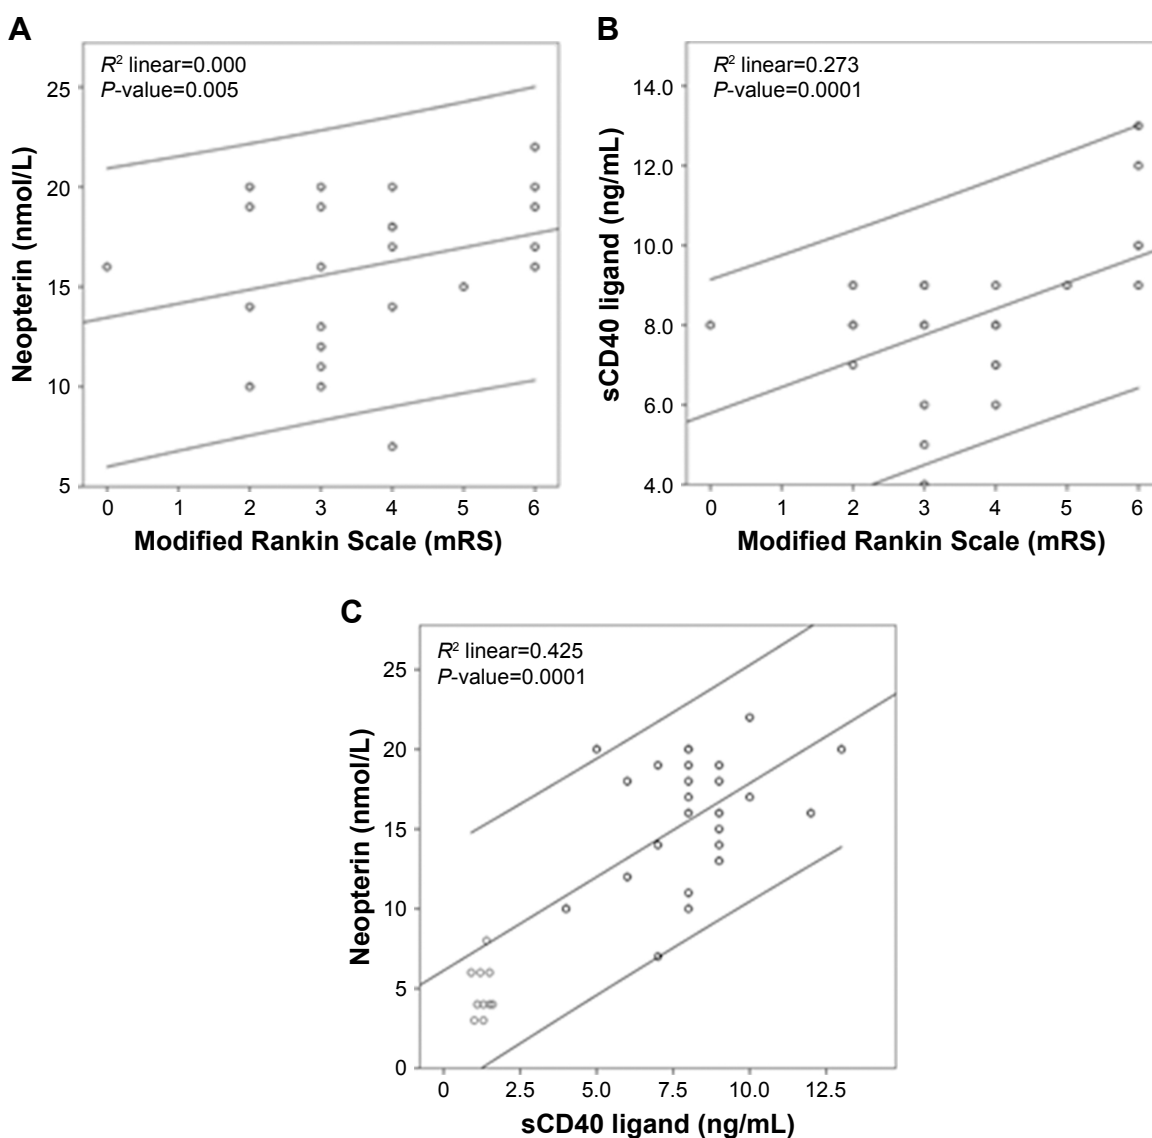 A
R² linear=0.000
P-value=0.005
Neopterin (nmol/L)
25
20
15
10
5
0 1 2 3 4 5 6
Modified Rankin Scale (mRS)
B
R² linear=0.273
P-value=0.0001
sCD40 ligand (ng/mL)
14.0
12.0
10.0
8.0
6.0
4.0
0 1 2 3 4 5 6
Modified Rankin Scale (mRS)
C
R² linear=0.425
P-value=0.0001
Neopterin (nmol/L)
25
20
15
10
5
0
0 2.5 5.0 7.5 10.0 12.5
sCD40 ligand (ng/mL)